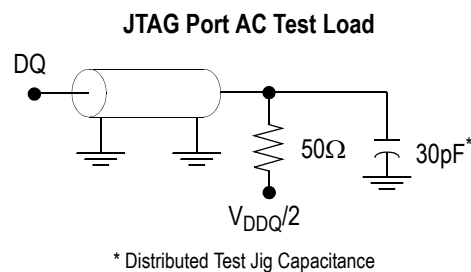 JTAG Port AC Test Load
DQ
50Ω
30pF*
VDDQ/2
* Distributed Test Jig Capacitance